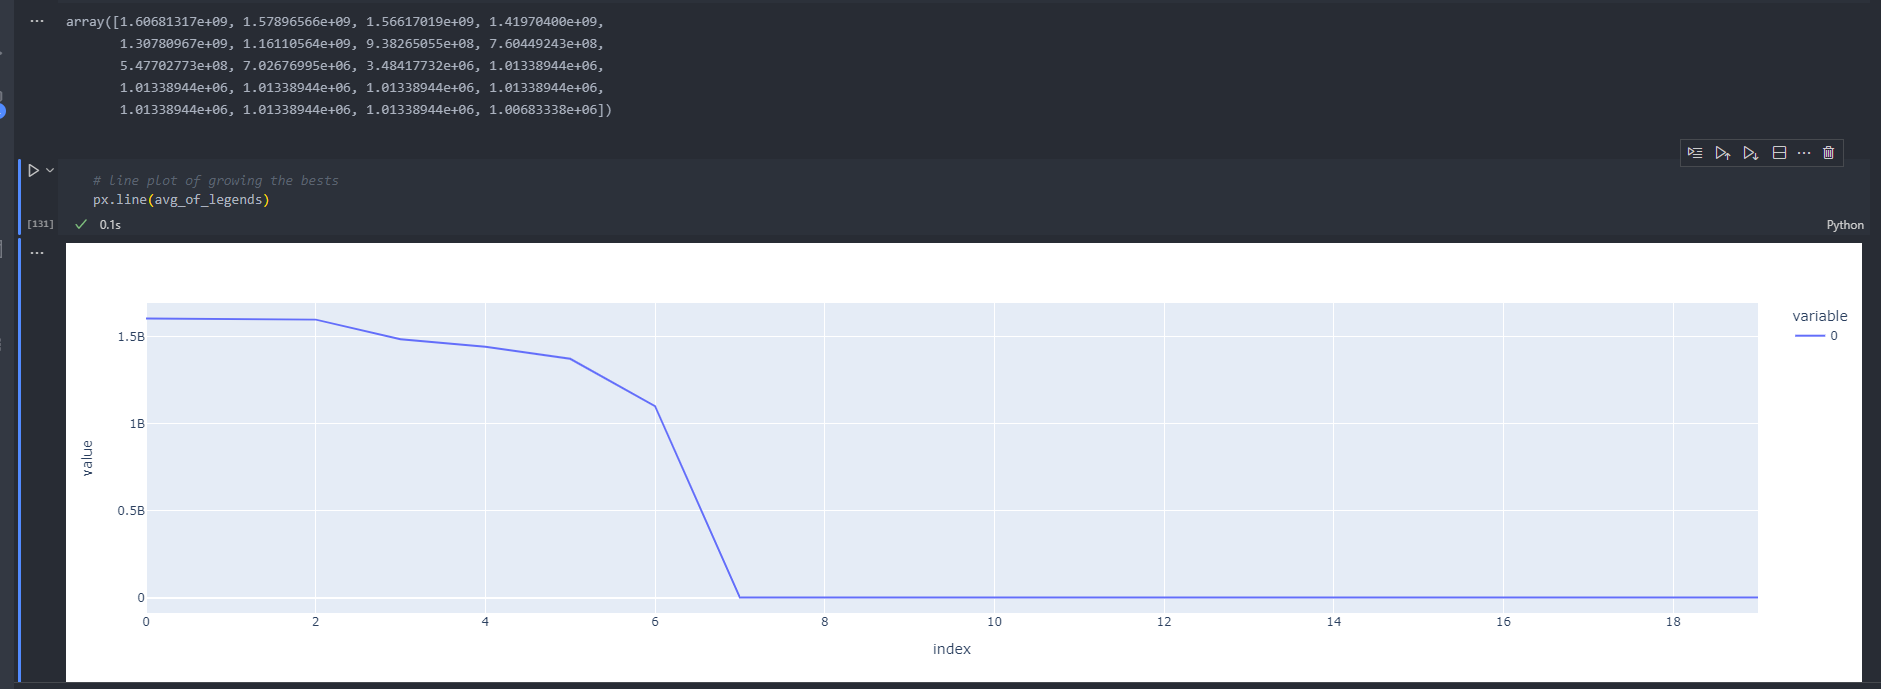 array([1.60681317e+09, 1.57896566e+09, 1.56617019e+09, 1.41970400e+09,
1.30780967e+09, 1.16110564e+09, 9.38265055e+08, 7.60449243e+08,
5.47702773e+08, 7.02676995e+06, 3.48417732e+06, 1.01338944e+06,
1.01338944e+06, 1.01338944e+06, 1.01338944e+06, 1.01338944e+06,
1.01338944e+06, 1.01338944e+06, 1.01338944e+06, 1.00683338e+06])
# line plot of growing the bests
px.line(avg_of_legends)
[131] 0.1s Python
variable
0
1.5B
1B
0.5B
0
value
0 2 4 6 8 10 12 14 16 18
index